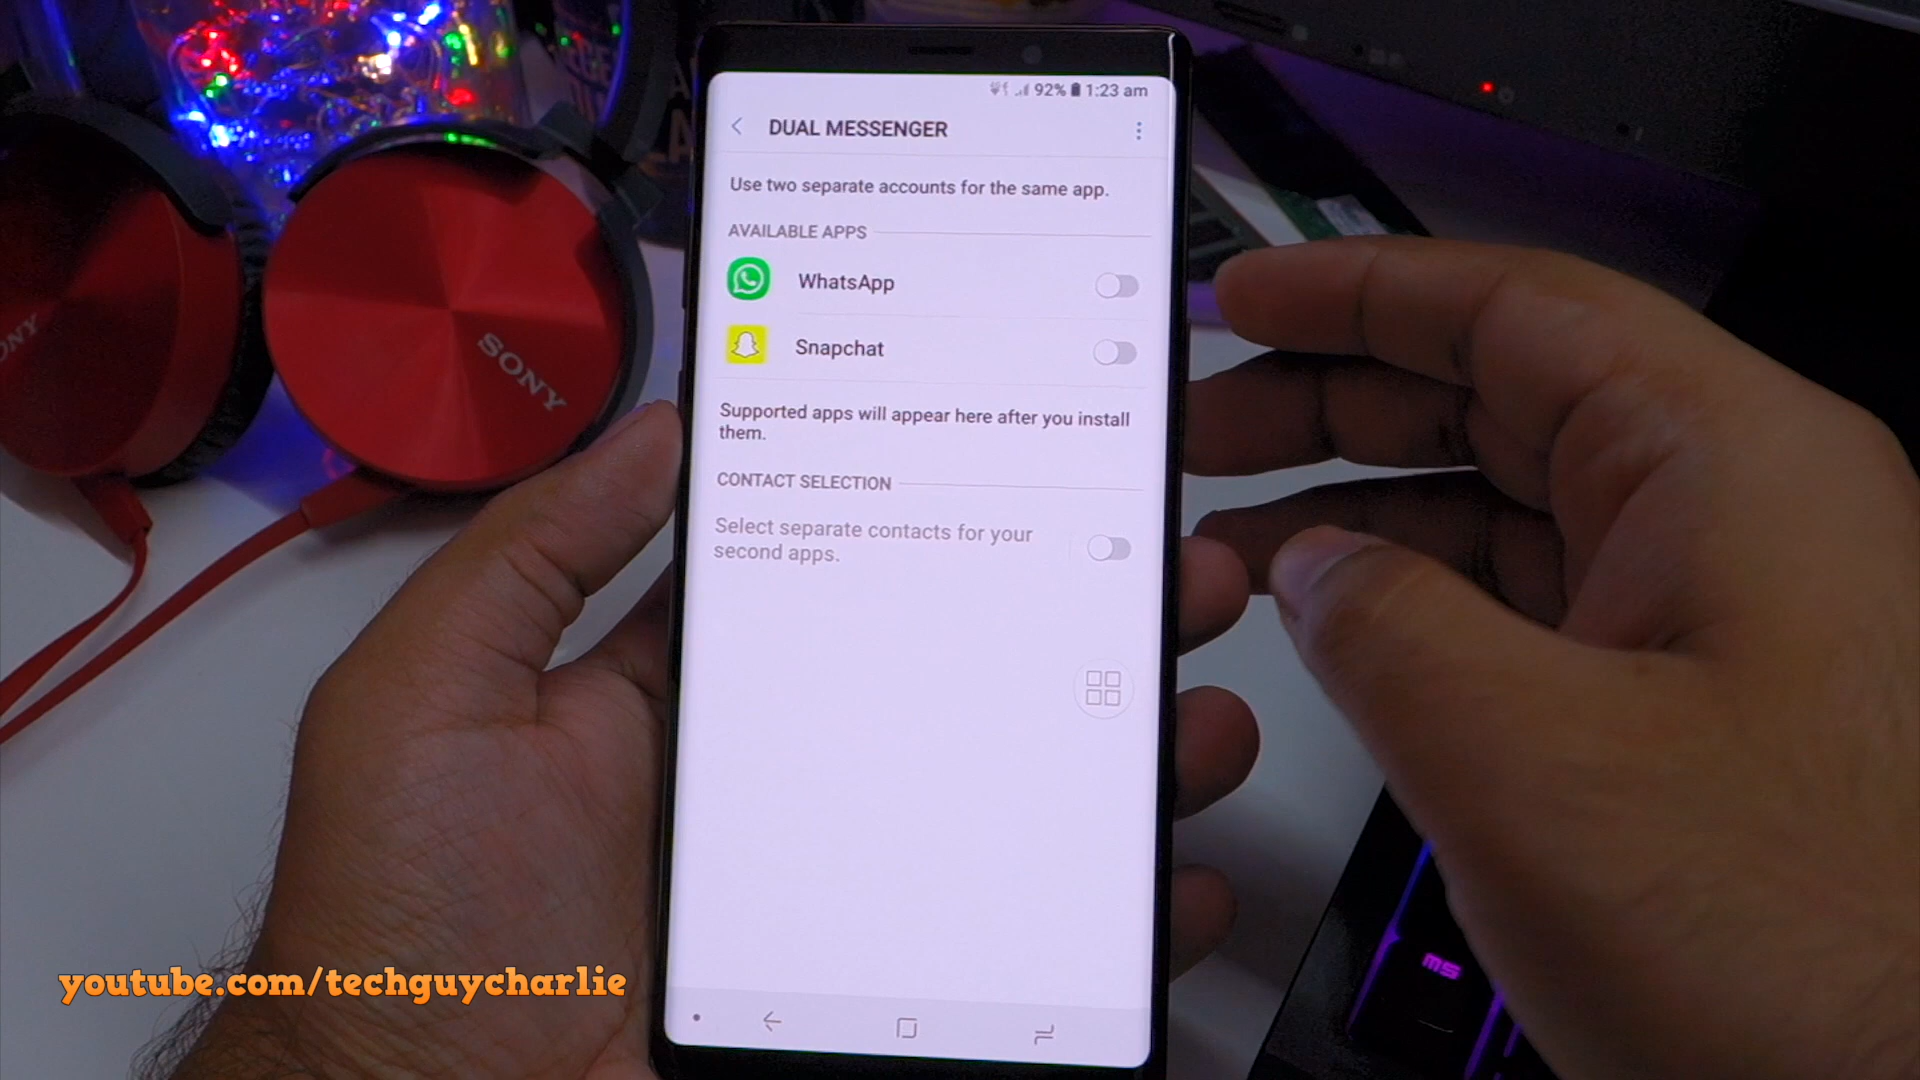 92% 1:23 am
DUAL MESSENGER
Use two separate accounts for the same app.
AVAILABLE APPS
WhatsApp
Snapchat
Supported apps will appear here after you install
them.
CONTACT SELECTION
Select separate contacts for your
second apps.
SONY
SONY
youtube.com/techguycharlie